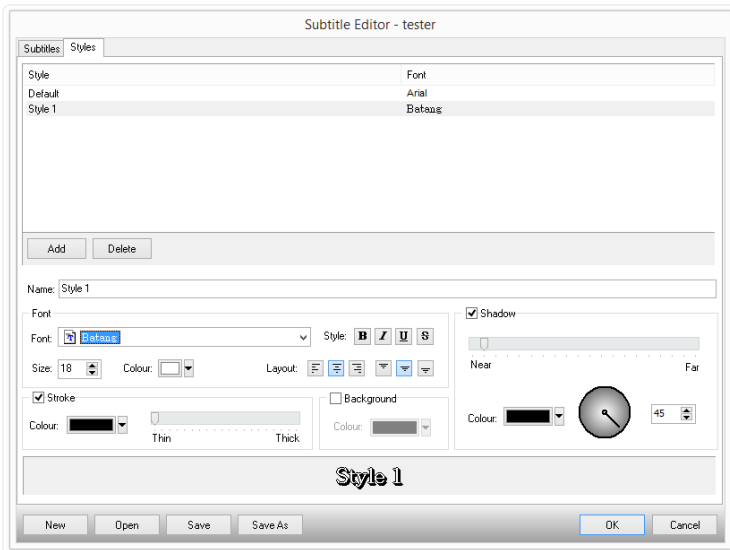 Subtitle Editor - tester
Subtitles Styles
Style Font
Default Arial
Style 1 Batang
Add Delete
Name: Style 1
Font
Font: Batang
Style: B I U S
Size: 18 Colour: Layout:
Shadow
Near Far
Colour: 45
Stroke
Colour: Thin Thick
Background
Colour:
Style 1
New Open Save Save As OK Cancel